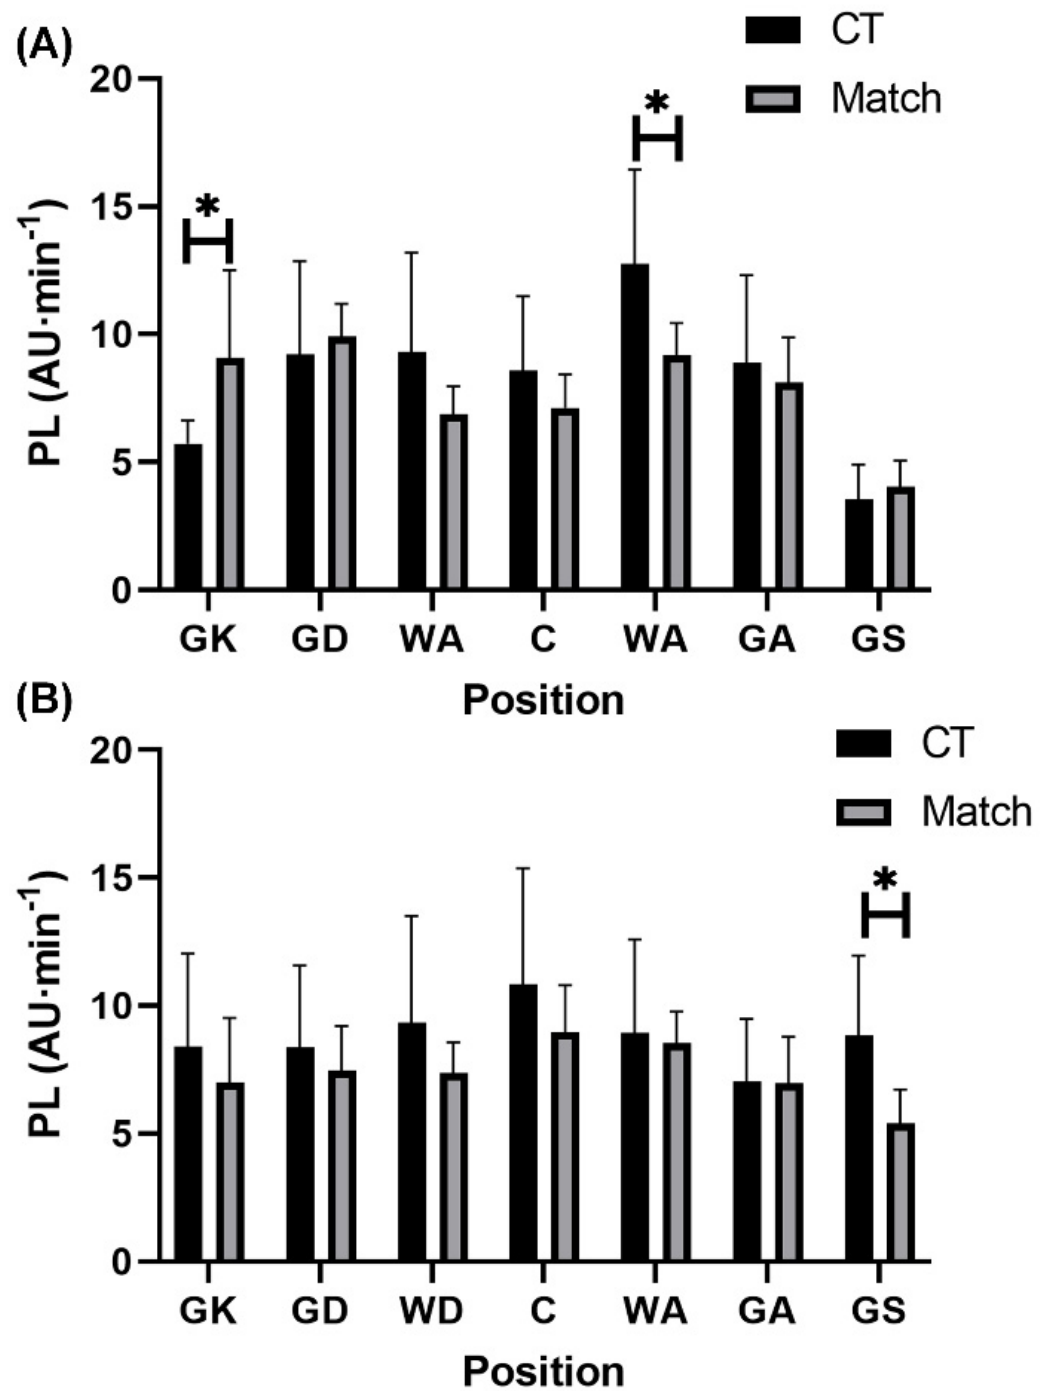 (A)
CT
Match
20
15
10
5
0
PL (AU·min⁻¹)
*
*
GK GD WA C WA GA GS
Position
(B)
CT
Match
20
15
10
5
0
PL (AU·min⁻¹)
*
GK GD WD C WA GA GS
Position